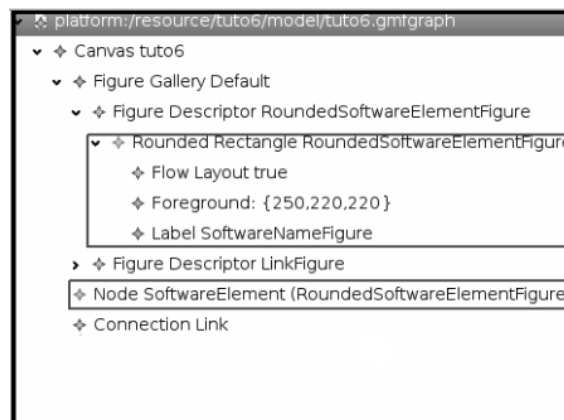 platform:/resource/tuto6/model/tuto6.gmfgraph
Canvas tuto6
Figure Gallery Default
Figure Descriptor RoundedSoftwareElementFigure
Rounded Rectangle RoundedSoftwareElementFigure
Flow Layout true
Foreground: {250,220,220}
Label SoftwareNameFigure
Figure Descriptor LinkFigure
Node SoftwareElement (RoundedSoftwareElementFigure
Connection Link